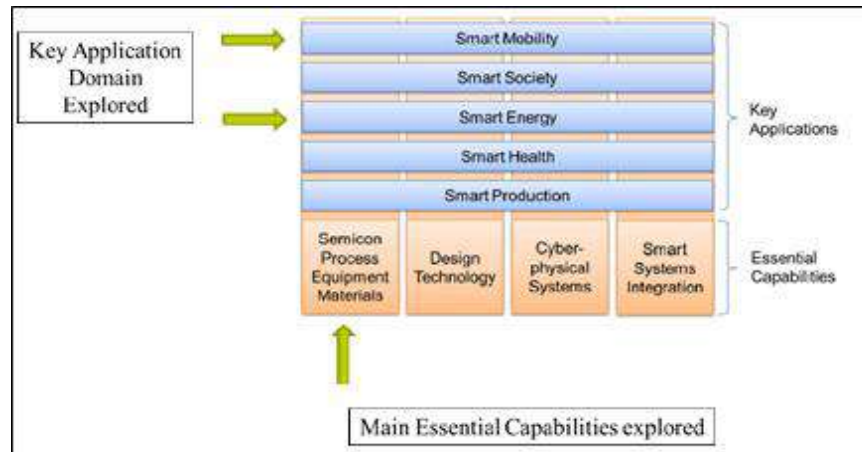 Key Application
Domain
Explored
Smart Mobility
Smart Society
Smart Energy
Smart Health
Smart Production
Key
Applications
Semicon
Process
Equipment
Materials
Design
Technology
Cyber-
physical
Systems
Smart
Systems
Integration
Essential
Capabilities
Main Essential Capabilities explored